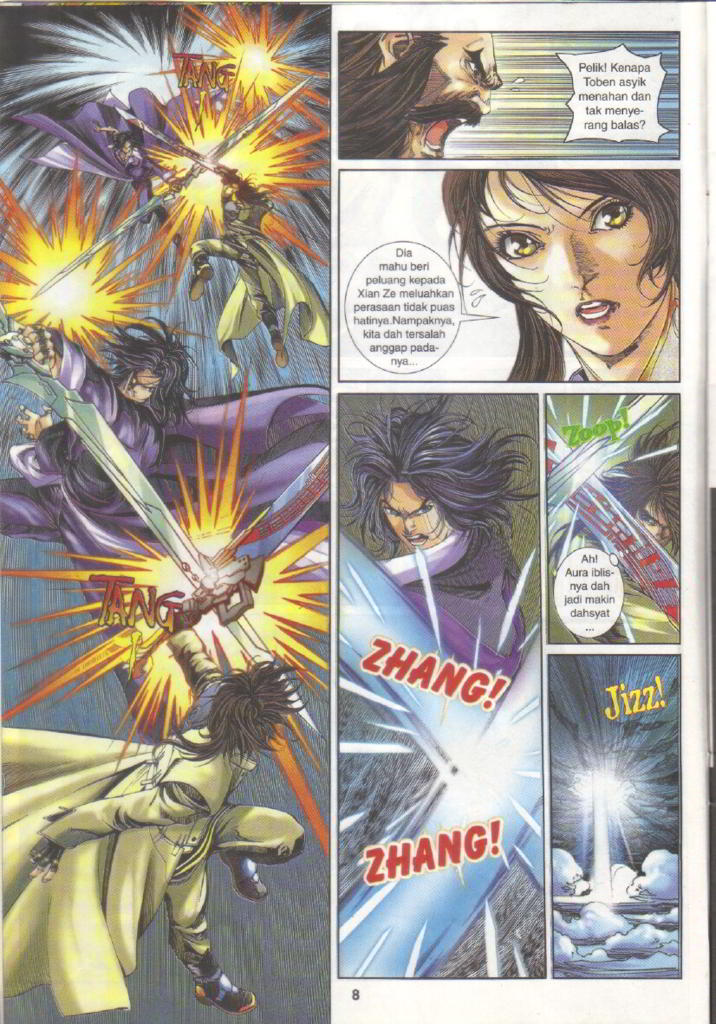 TANG
TANG
Pelik! Kenapa
Toben asyik
menahan dan
tak menye-
rang balas?
Dia
mahu beri
peluang kepada
Xian Ze meluahkan
perasaan tidak puas
hatinya.Nampaknya,
kita dah tersalah
anggap pada-
nya...
ZHANG!
ZHANG!
Zoop!
Ah!
Aura iblis-
nya dah
jadi makin
dahsyat
...
Jizz!
8